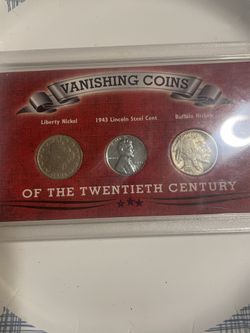 VANISHING COINS
Liberty Nickel
1943 Lincoln Steel Cent
Buffalo Nickel
OF THE TWENTIETH CENTURY